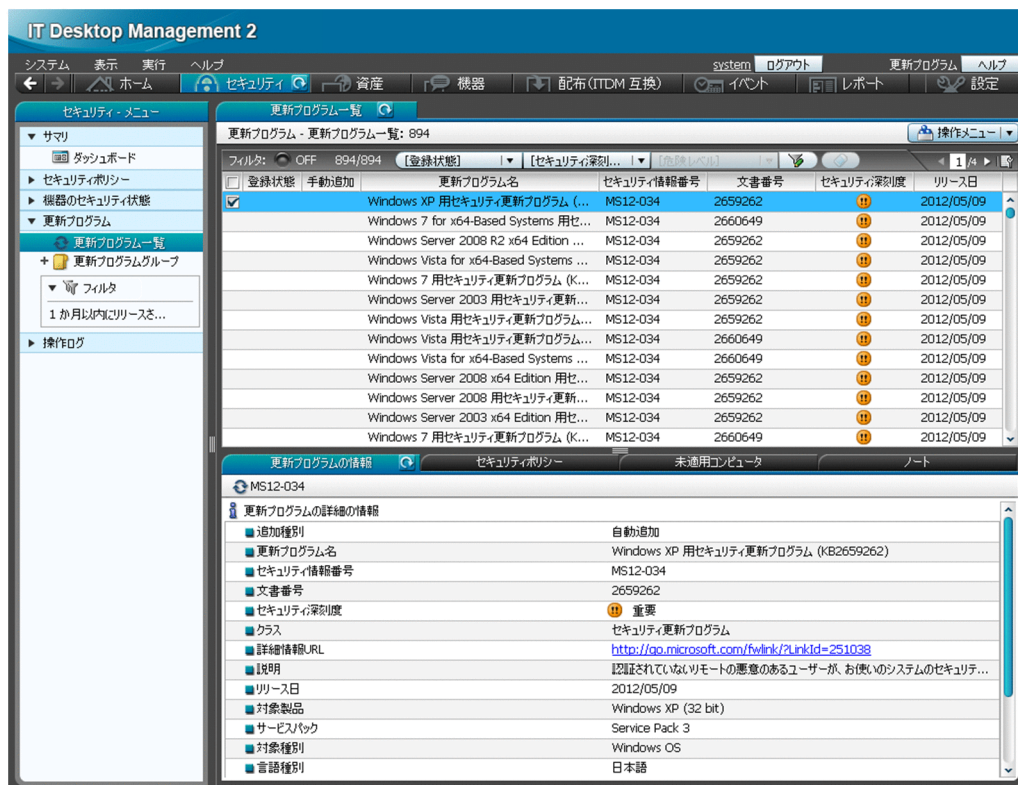 IT Desktop Management 2
システム 表示 実行 ヘルプ system ログアウト 更新プログラム ヘルプ
ホーム セキュリティ 資産 機器 配布(ITDM 互換) イベント レポート 設定
セキュリティ - メニュー
▼ サマリ
ダッシュボード
▶ セキュリティポリシー
▶ 機器のセキュリティ状態
▼ 更新プログラム
更新プログラム一覧
+ 更新プログラムグループ
▼ フィルタ
1 か月以内にリリースさ...
▶ 操作ログ
更新プログラム一覧
更新プログラム - 更新プログラム一覧: 894 操作メニュー
フィルタ: OFF 894/894 [登録状態] [セキュリティ深刻... [危険レベル] 1 /4
登録状態 手動追加 更新プログラム名 セキュリティ情報番号 文書番号 セキュリティ深刻度 リリース日
Windows XP 用セキュリティ更新プログラム (... MS12-034 2659262 2012/05/09
Windows 7 for x64-Based Systems 用セ... MS12-034 2660649 2012/05/09
Windows Server 2008 R2 x64 Edition ... MS12-034 2659262 2012/05/09
Windows Vista for x64-Based Systems ... MS12-034 2659262 2012/05/09
Windows 7 用セキュリティ更新プログラム (K... MS12-034 2659262 2012/05/09
Windows Server 2003 用セキュリティ更新... MS12-034 2659262 2012/05/09
Windows Vista 用セキュリティ更新プログラム... MS12-034 2659262 2012/05/09
Windows Vista 用セキュリティ更新プログラム... MS12-034 2660649 2012/05/09
Windows Vista for x64-Based Systems ... MS12-034 2660649 2012/05/09
Windows Server 2008 x64 Edition 用セ... MS12-034 2659262 2012/05/09
Windows Server 2008 用セキュリティ更新... MS12-034 2659262 2012/05/09
Windows Server 2003 x64 Edition 用セ... MS12-034 2659262 2012/05/09
Windows 7 用セキュリティ更新プログラム (K... MS12-034 2660649 2012/05/09
更新プログラムの情報 セキュリティポリシー 未適用コンピュータ ノート
MS12-034
更新プログラムの詳細の情報
追加種別 自動追加
更新プログラム名 Windows XP 用セキュリティ更新プログラム (KB2659262)
セキュリティ情報番号 MS12-034
文書番号 2659262
セキュリティ深刻度 重要
クラス セキュリティ更新プログラム
詳細情報URL http://go.microsoft.com/fwlink/?LinkId=251038
説明 認証されていないリモートの悪意のあるユーザーが、お使いのシステムのセキュリテ...
リリース日 2012/05/09
対象製品 Windows XP (32 bit)
サービスパック Service Pack 3
対象種別 Windows OS
言語種別 日本語